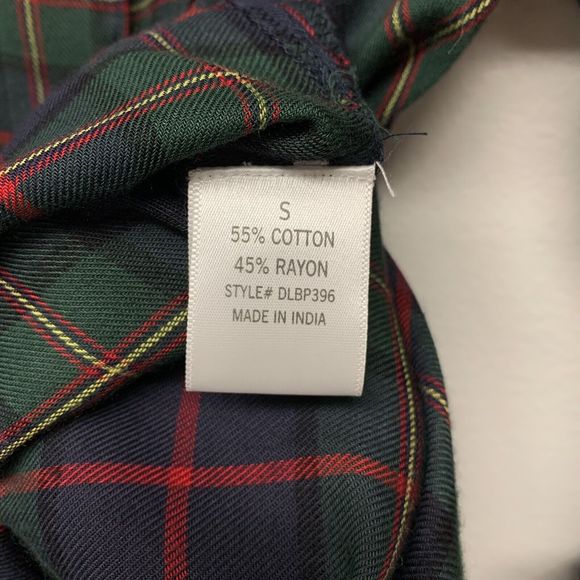 S
55% COTTON
45% RAYON
STYLE# DLBP396
MADE IN INDIA